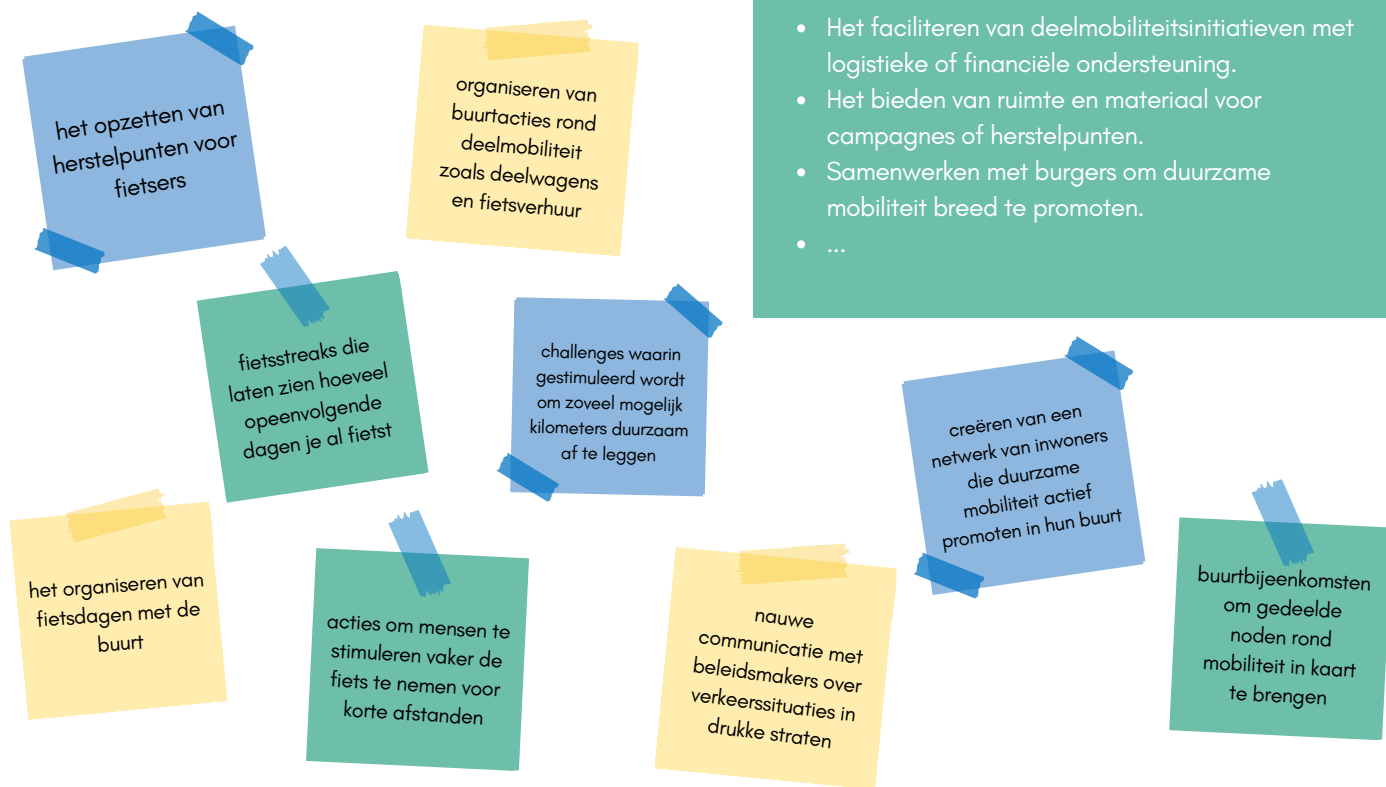 het opzetten van
herstelpunten voor
fietsers
organiseren van
buurtacties rond
deelmobiliteit
zoals deelwagens
en fietsverhuur
• Het faciliteren van deelmobiliteitsinitiatieven met
logistieke of financiële ondersteuning.
• Het bieden van ruimte en materiaal voor
campagnes of herstelpunten.
• Samenwerken met burgers om duurzame
mobiliteit breed te promoten.
• ...
fietsstreaks die
laten zien hoeveel
opeenvolgende
dagen je al fietst
challenges waarin
gestimuleerd wordt
om zoveel mogelijk
kilometers duurzaam
af te leggen
creëren van een
netwerk van inwoners
die duurzame
mobiliteit actief
promoten in hun buurt
het organiseren van
fietsdagen met de
buurt
acties om mensen te
stimuleren vaker de
fiets te nemen voor
korte afstanden
nauwe
communicatie met
beleidsmakers over
verkeerssituaties in
drukke straten
buurtbijeenkomsten
om gedeelde
noden rond
mobiliteit in kaart
te brengen